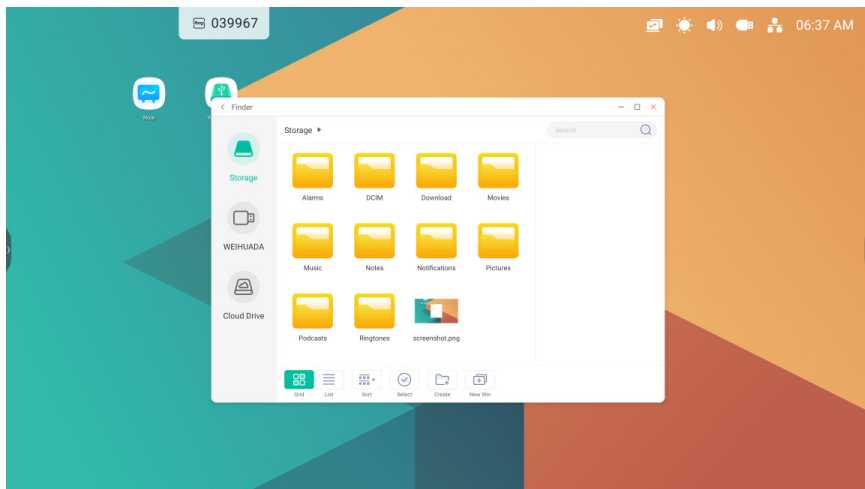 039967
06:37 AM
Note
Finder
Storage
Search
Storage
WEIHUADA
Cloud Drive
Alarms DCIM Download Movies
Music Notes Notifications Pictures
Podcasts Ringtones screenshot.png
Grid List Sort Select Create New Win